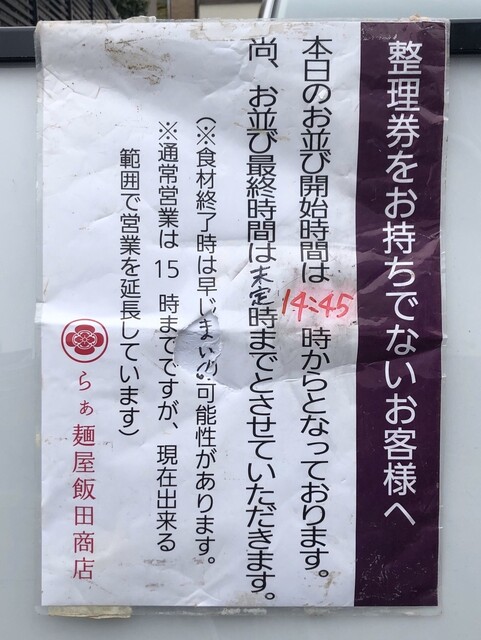 整理券をお持ちでないお客様へ
本日のお並び開始時間は 14:45 時からとなっております。
尚、お並び最終時間は未定時までとさせていただきます。
(※食材終了時は早じまいの可能性があります。
※通常営業は 15 時までですが、現在出来る
範囲で営業を延長しています)
らぁ麺屋飯田商店